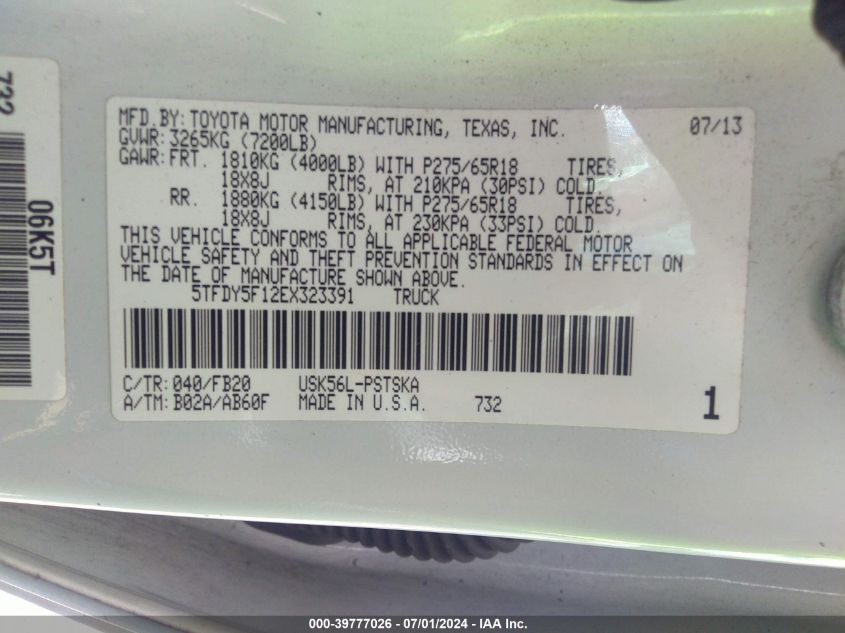 732
06K5T
MFD.BY:TOYOTA MOTOR MANUFACTURING, TEXAS, INC. 07/13
GVWR:3265KG (7200LB)
GAWR:FRT. 1810KG (4000LB) WITH P275/65R18 TIRES,
18X8J RIMS, AT 210KPA (30PSI) COLD.
RR. 1880KG (4150LB) WITH P275/65R18 TIRES,
18X8J RIMS, AT 230KPA (33PSI) COLD.
THIS VEHICLE CONFORMS TO ALL APPLICABLE FEDERAL MOTOR
VEHICLE SAFETY AND THEFT PREVENTION STANDARDS IN EFFECT ON
THE DATE OF MANUFACTURE SHOWN ABOVE.
5TFDY5F12EX323391 TRUCK
C/TR:040/FB20 USK56L-PSTSKA
A/TM:B02A/AB60F MADE IN U.S.A. 732 1
000-39777026 - 07/01/2024 - IAA Inc.